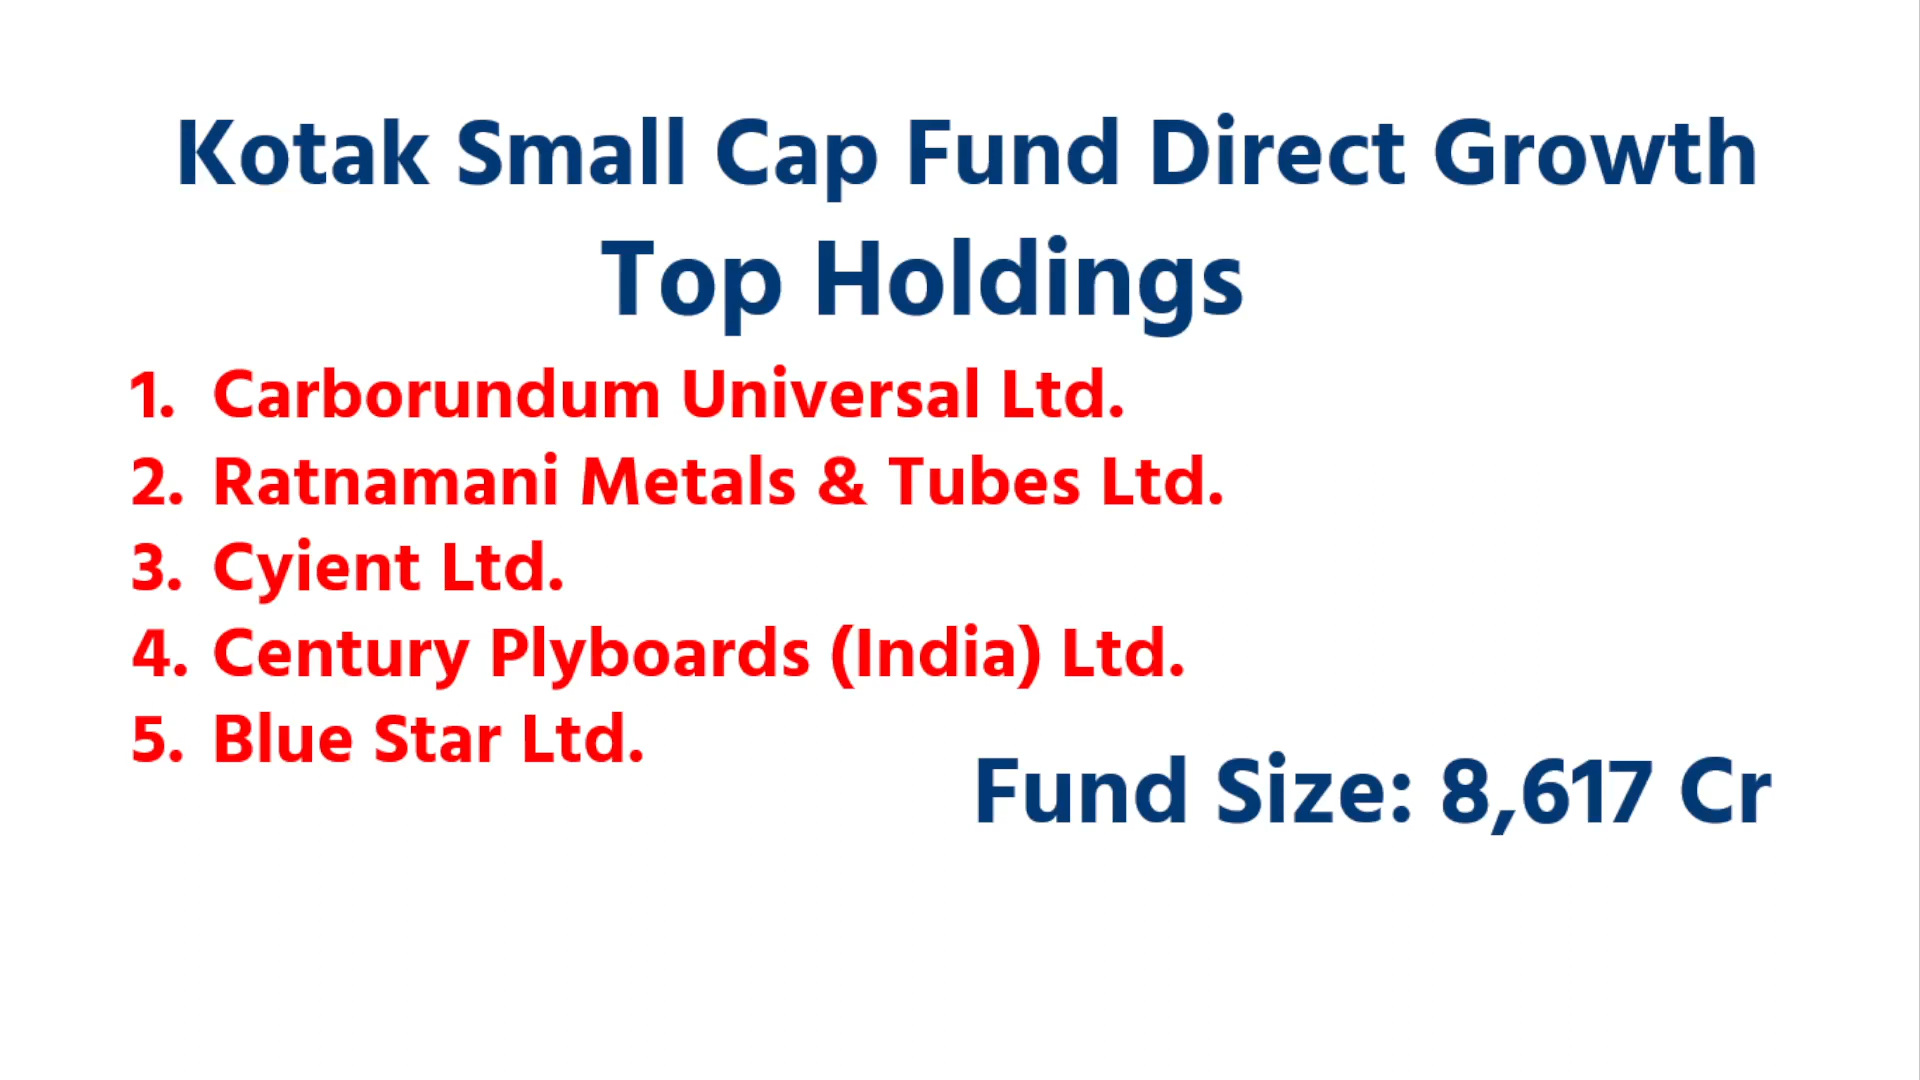 Kotak Small Cap Fund Direct Growth
Top Holdings
1. Carborundum Universal Ltd.
2. Ratnamani Metals & Tubes Ltd.
3. Cyient Ltd.
4. Century Plyboards (India) Ltd.
5. Blue Star Ltd.
Fund Size: 8,617 Cr